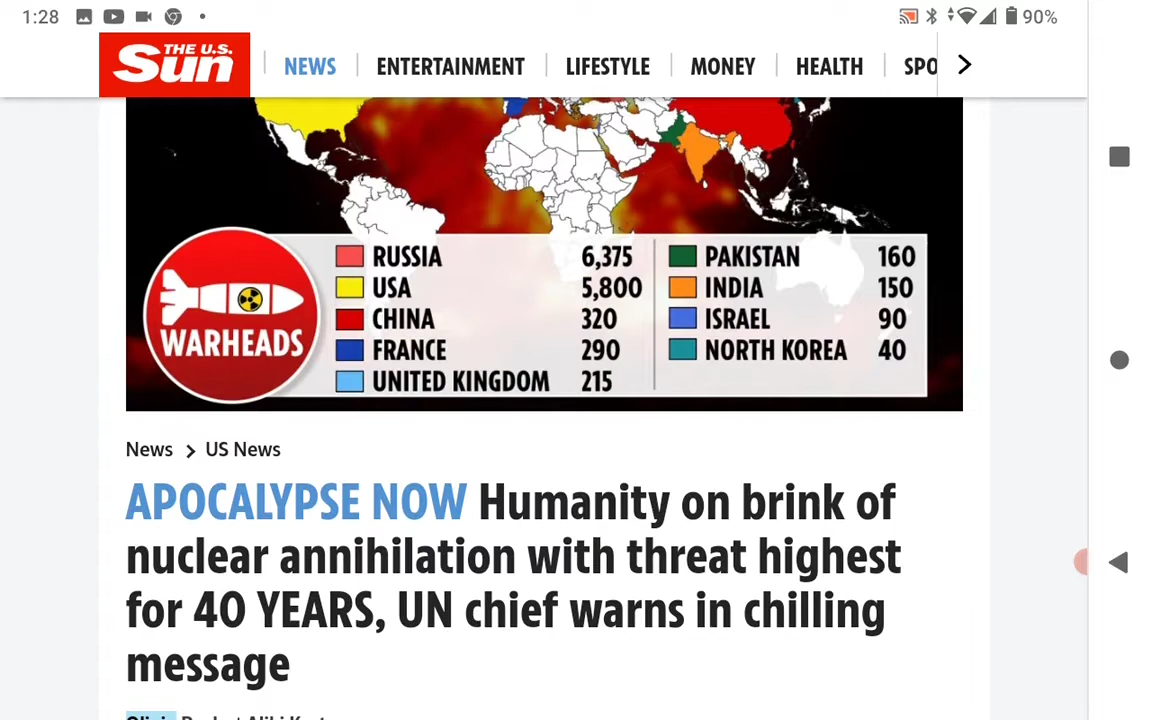 1:28
90%
THE U.S.
Sun
NEWS
ENTERTAINMENT
LIFESTYLE
MONEY
HEALTH
SPO
WARHEADS
RUSSIA 6,375
USA 5,800
CHINA 320
FRANCE 290
UNITED KINGDOM 215
PAKISTAN 160
INDIA 150
ISRAEL 90
NORTH KOREA 40
News > US News
APOCALYPSE NOW Humanity on brink of
nuclear annihilation with threat highest
for 40 YEARS, UN chief warns in chilling
message